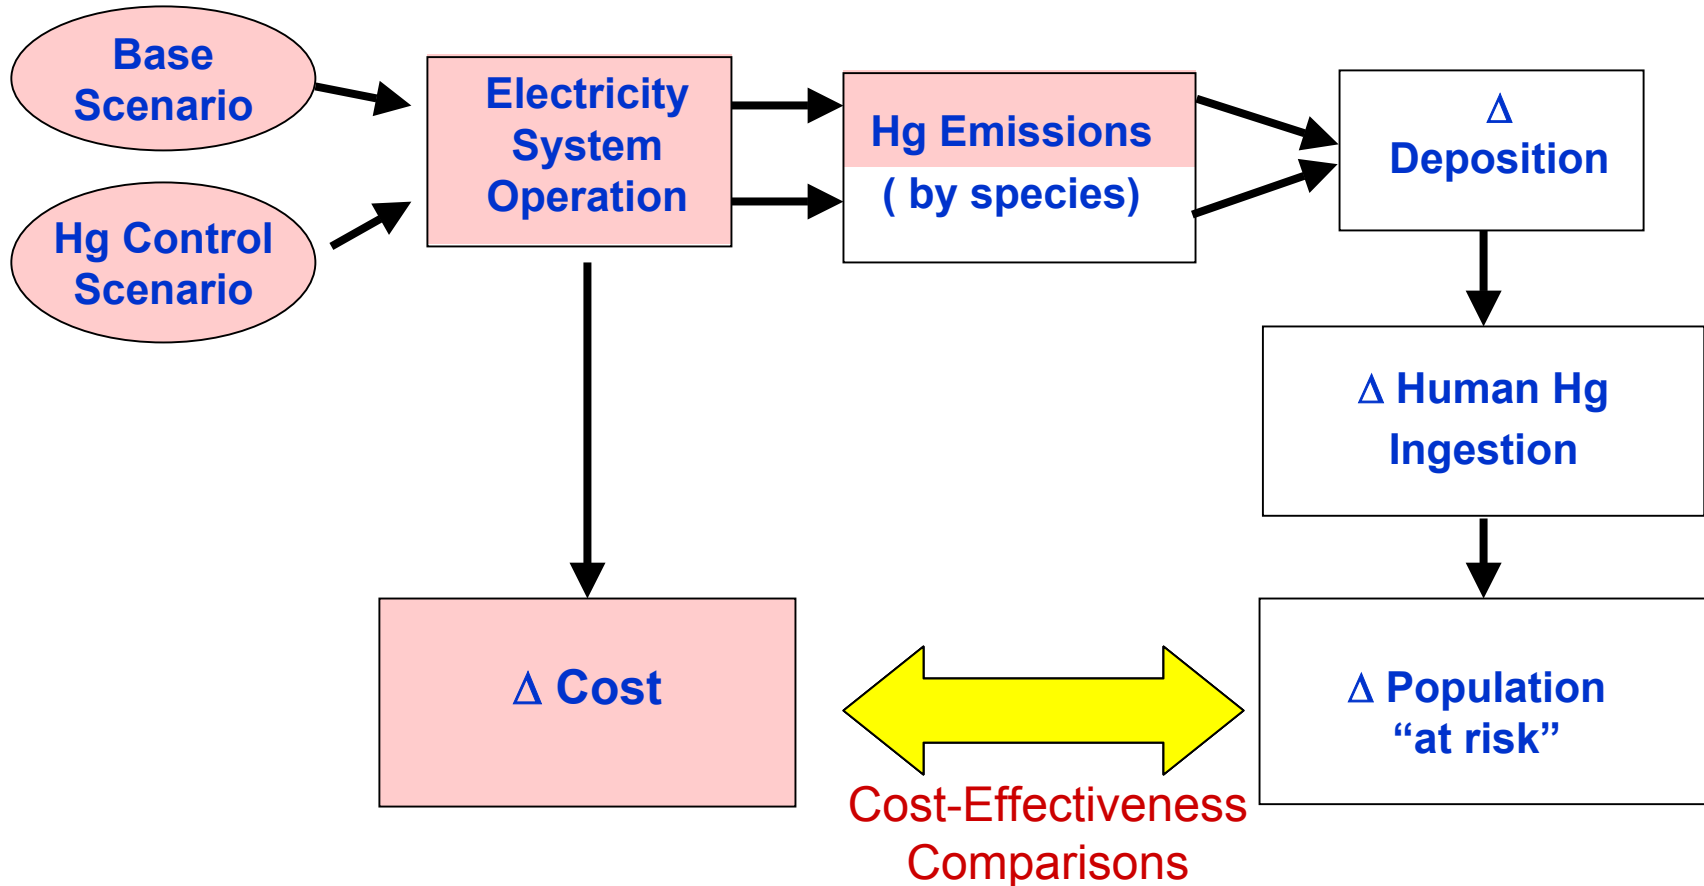 Base
Scenario
Hg Control
Scenario
Electricity
System
Operation
Hg Emissions
( by species)
Δ
Deposition
Δ Human Hg
Ingestion
Δ Cost
Δ Population
“at risk”
Cost-Effectiveness
Comparisons